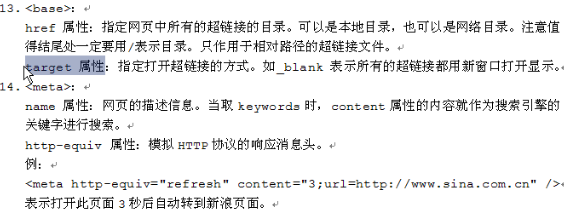 13. <base>:
href 属性: 指定网页中所有的超链接的目录。可以是本地目录, 也可以是网络目录。注意值
得结尾处一定要用/表示目录。只作用于相对路径的超链接文件。
target 属性: 指定打开超链接的方式。如_blank 表示所有的超链接都用新窗口打开显示。
14. <meta>:
name 属性: 网页的描述信息。当取 keywords 时, content 属性的内容就作为搜索引擎的
关键字进行搜索。
http-equiv 属性: 模拟 HTTP 协议的响应消息头。
例:
<meta http-equiv="refresh" content="3;url=http://www.sina.com.cn" />
表示打开此页面 3 秒后自动转到新浪页面。